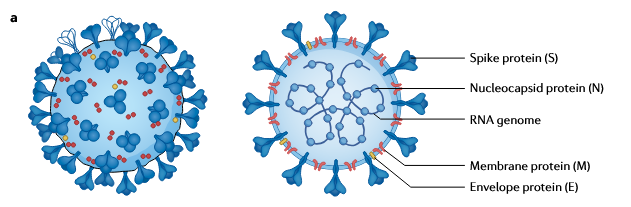 a
Spike protein (S)
Nucleocapsid protein (N)
RNA genome
Membrane protein (M)
Envelope protein (E)